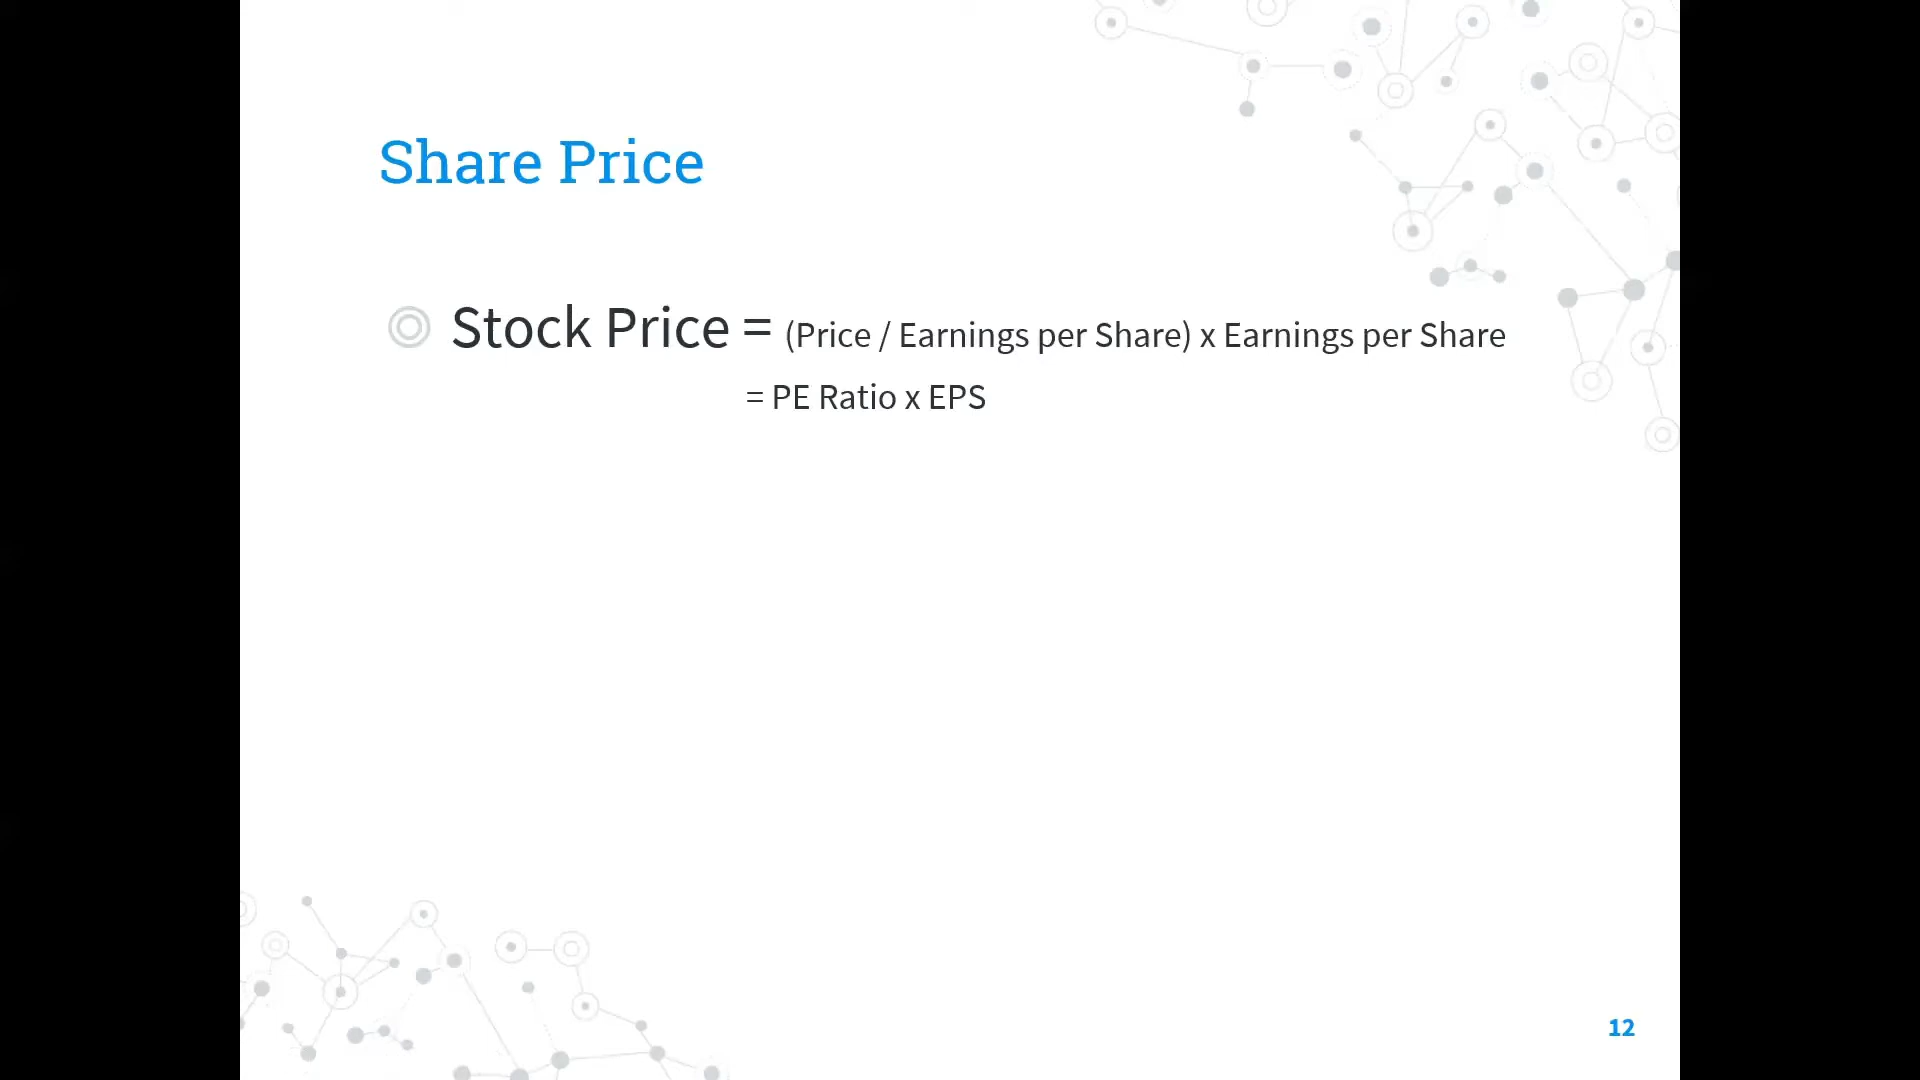 Share Price
Stock Price = (Price / Earnings per Share) x Earnings per Share
= PE Ratio x EPS
12